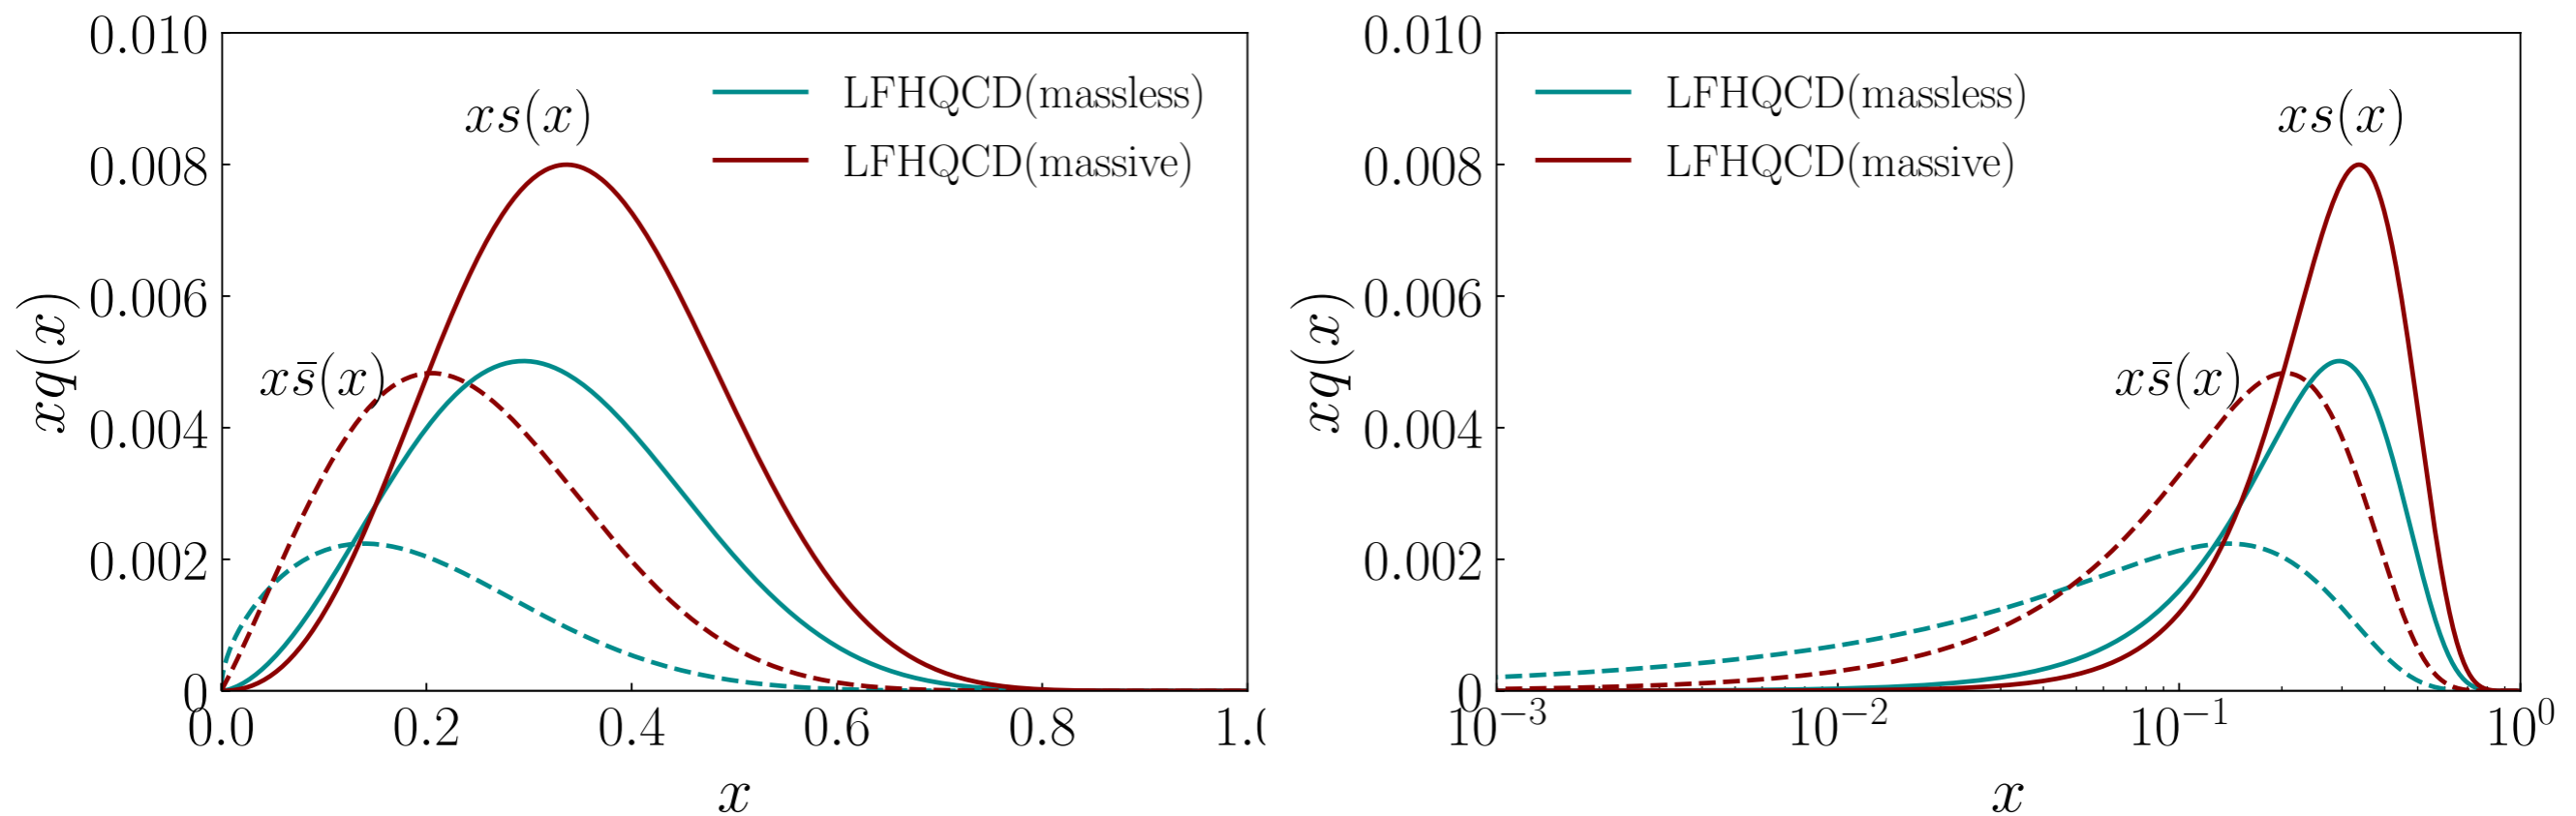 0.010
0.008
0.006
0.004
0.002
0
xq(x)
xs(x)
xs̄(x)
LFHQCD(massless)
LFHQCD(massive)
0.0 0.2 0.4 0.6 0.8 1.0
x
0.010
0.008
0.006
0.004
0.002
0
xq(x)
LFHQCD(massless)
LFHQCD(massive)
xs(x)
xs̄(x)
10⁻³ 10⁻² 10⁻¹ 10⁰
x